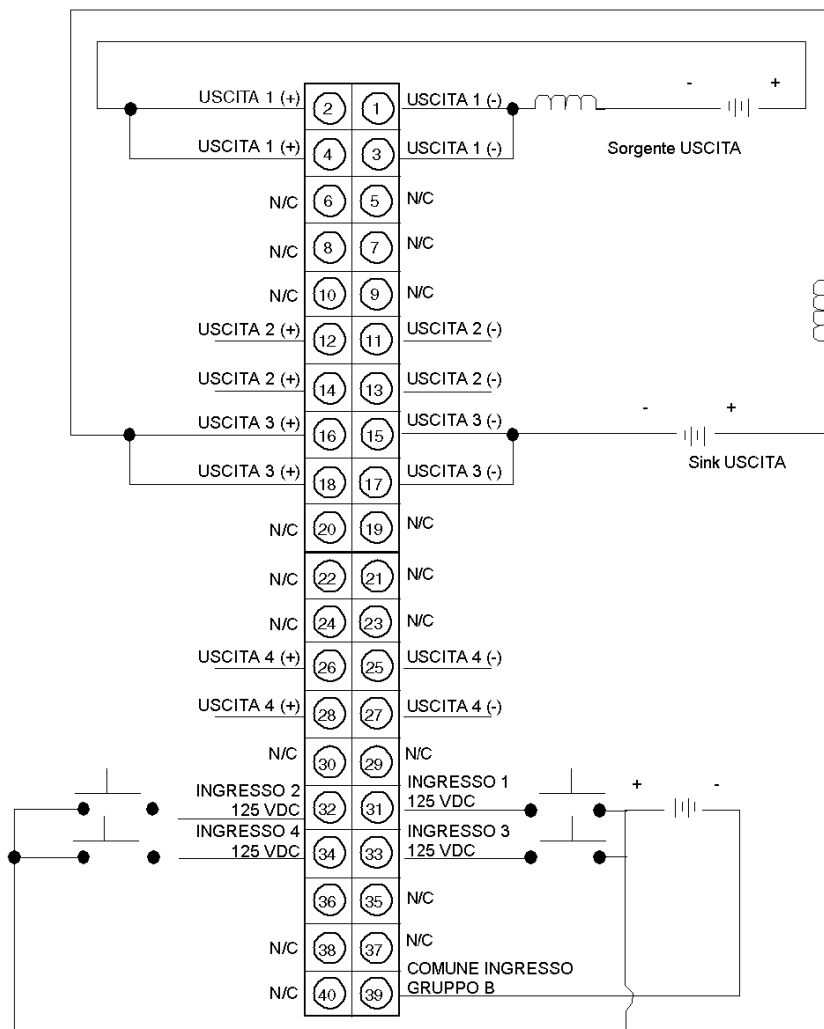 - +
USCITA 1 (+) 2 1 USCITA 1 (-)
USCITA 1 (+) 4 3 USCITA 1 (-)
Sorgente USCITA
N/C 6 5 N/C
N/C 8 7 N/C
N/C 10 9 N/C
USCITA 2 (+) 12 11 USCITA 2 (-)
USCITA 2 (+) 14 13 USCITA 2 (-)
USCITA 3 (+) 16 15 USCITA 3 (-)
- +
Sink USCITA
USCITA 3 (+) 18 17 USCITA 3 (-)
N/C 20 19 N/C
N/C 22 21 N/C
N/C 24 23 N/C
USCITA 4 (+) 26 25 USCITA 4 (-)
USCITA 4 (+) 28 27 USCITA 4 (-)
N/C 30 29 N/C
INGRESSO 2
125 VDC
32 31
INGRESSO 1
125 VDC
+ -
INGRESSO 4
125 VDC
34 33
INGRESSO 3
125 VDC
36 35 N/C
N/C 38 37 N/C
N/C 40 39
COMUNE INGRESSO
GRUPPO B